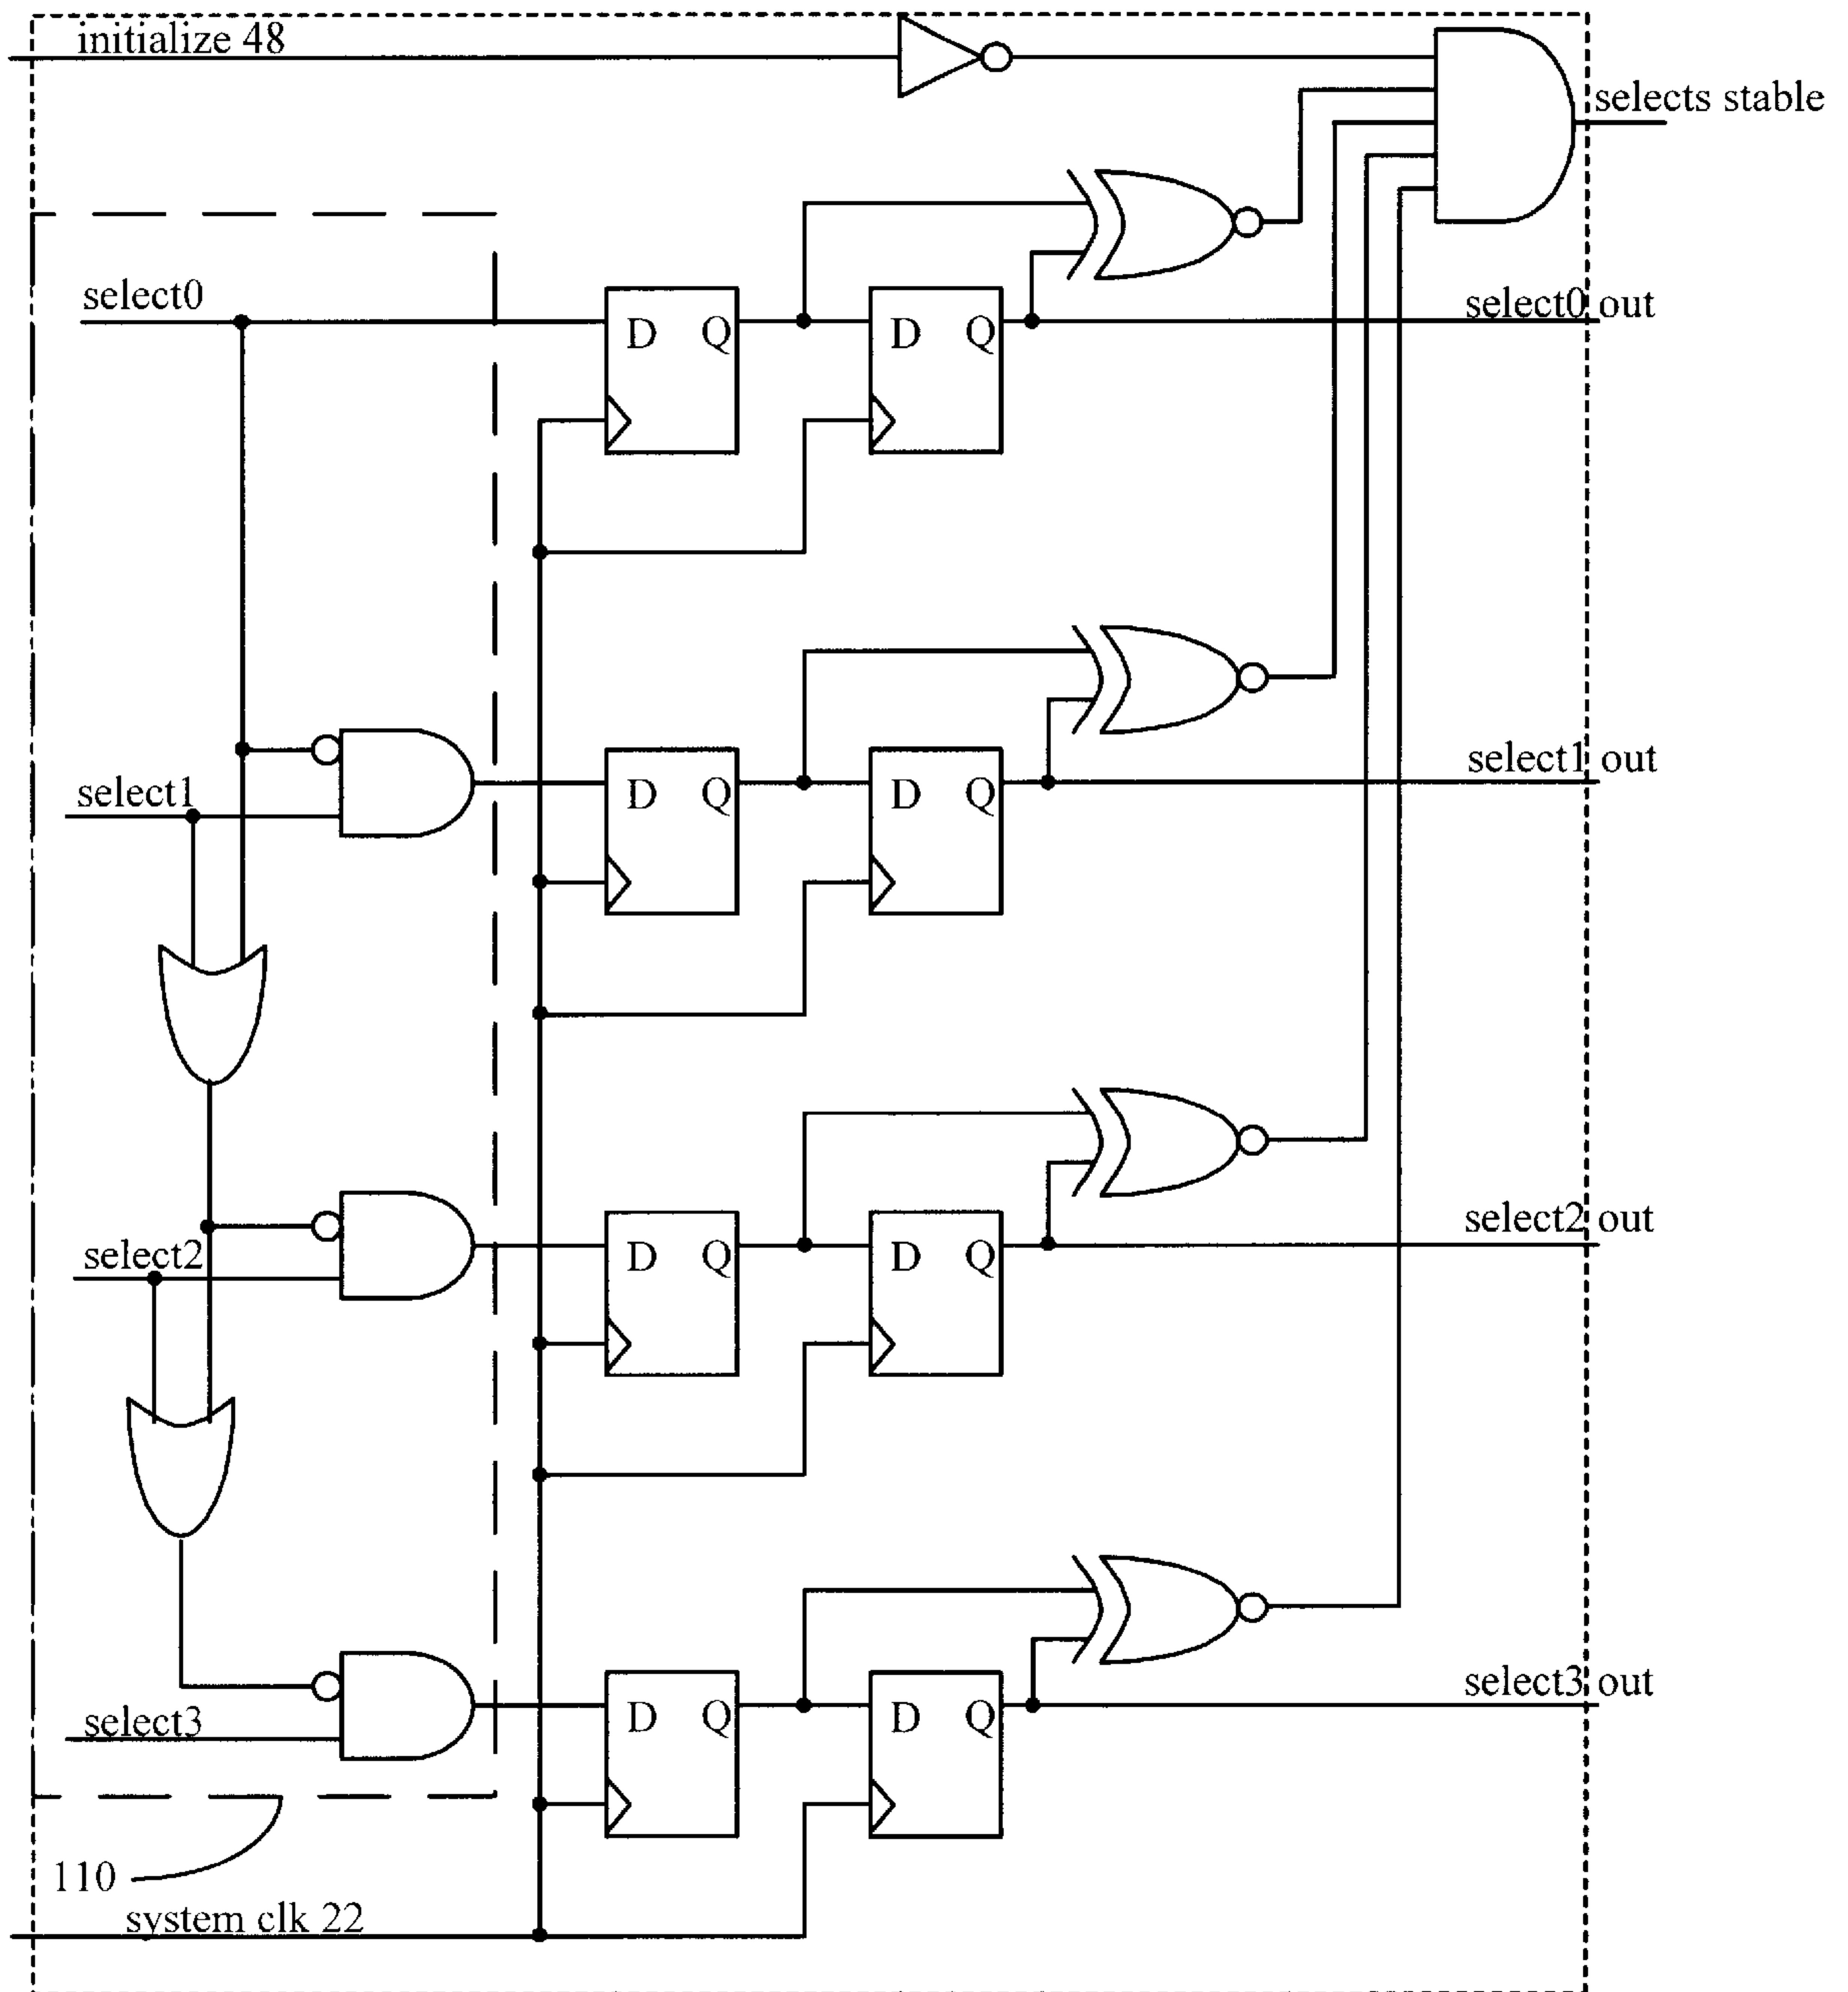 initialize 48
selects stable
select0
D Q D Q
select0 out
select1
D Q D Q
select1 out
select2
D Q D Q
select2 out
select3
D Q D Q
select3 out
110
system clk 22